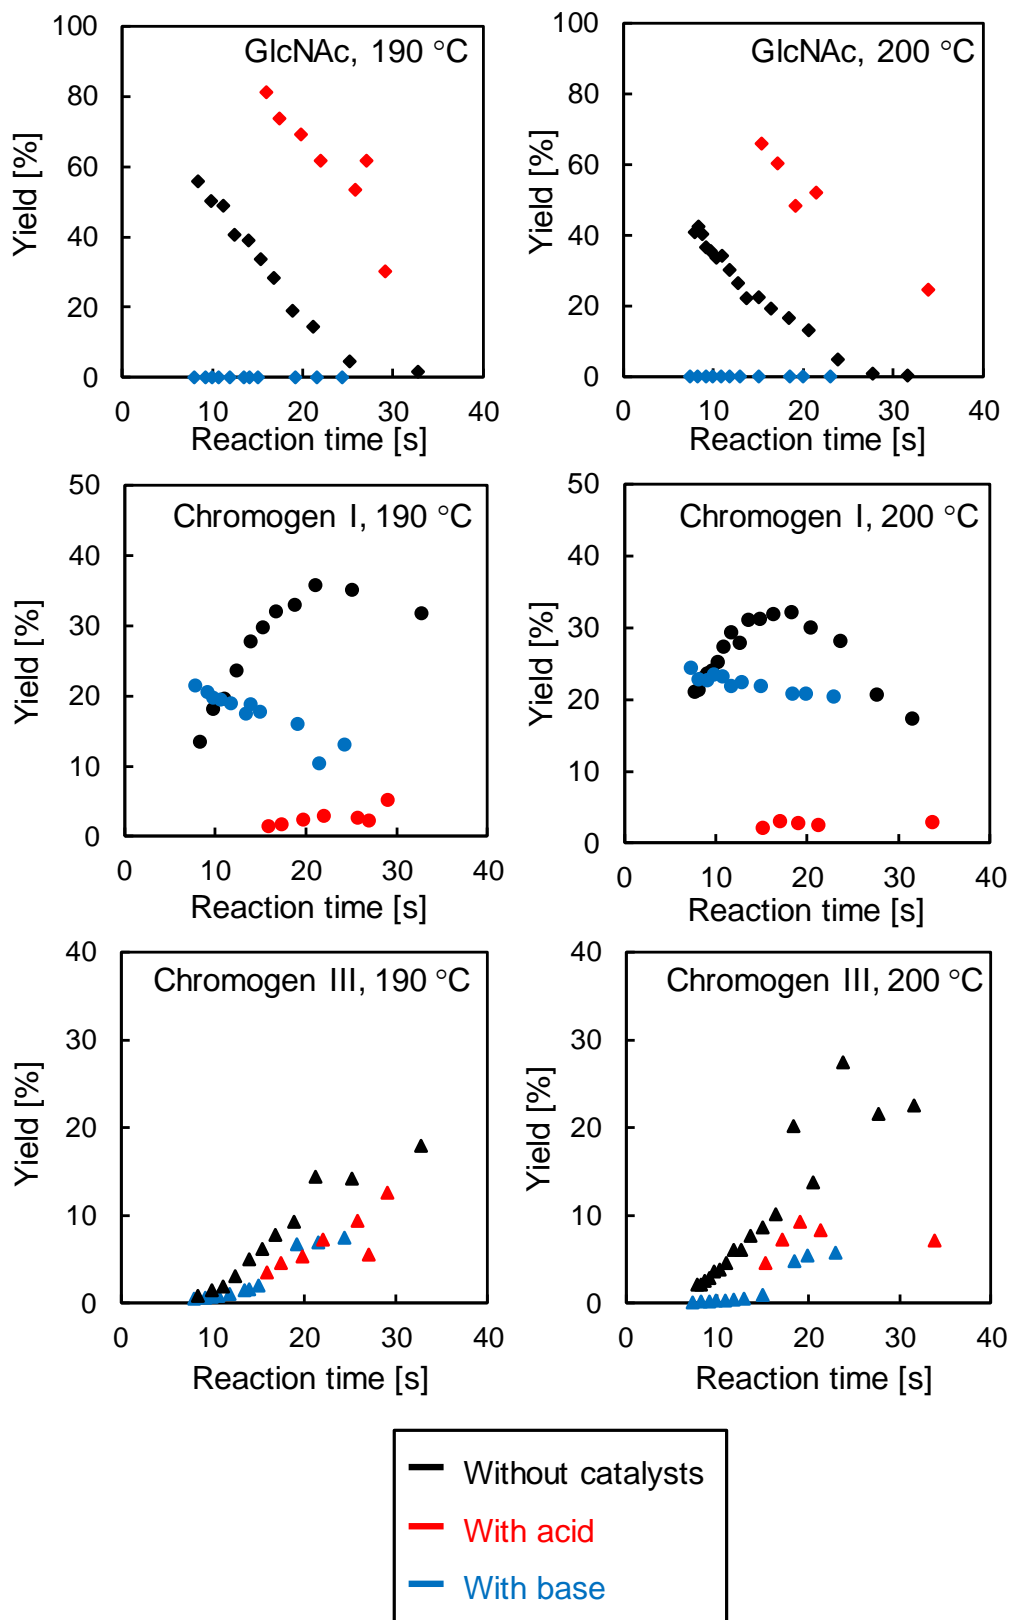 GlcNAc, 190 °C
100
80
60
40
20
0
Yield [%]
0 10 20 30 40
Reaction time [s]
GlcNAc, 200 °C
100
80
60
40
20
0
Yield [%]
0 10 20 30 40
Reaction time [s]
Chromogen I, 190 °C
50
40
30
20
10
0
Yield [%]
0 10 20 30 40
Reaction time [s]
Chromogen I, 200 °C
50
40
30
20
10
0
Yield [%]
0 10 20 30 40
Reaction time [s]
Chromogen III, 190 °C
40
30
20
10
0
Yield [%]
0 10 20 30 40
Reaction time [s]
Chromogen III, 200 °C
40
30
20
10
0
Yield [%]
0 10 20 30 40
Reaction time [s]
Without catalysts
With acid
With base